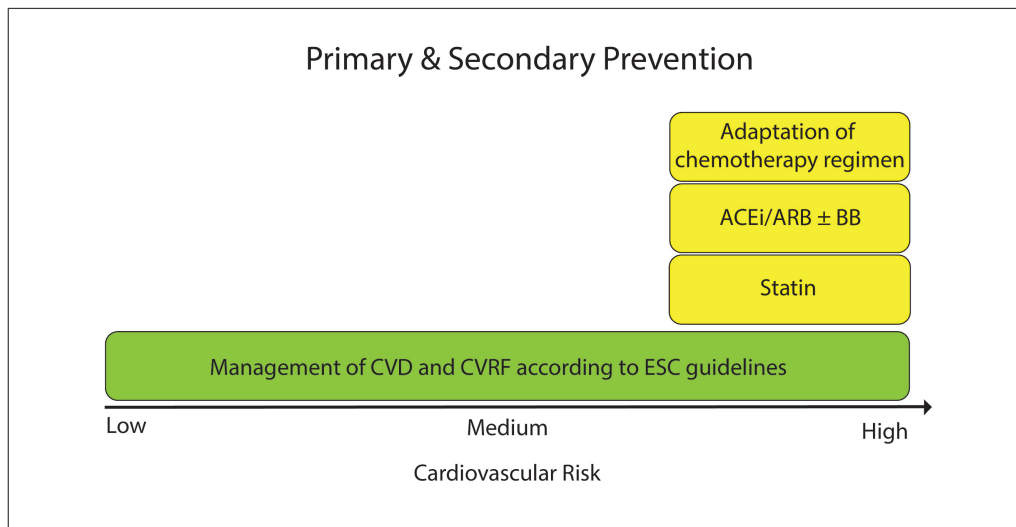 Primary & Secondary Prevention
Adaptation of
chemotherapy regimen
ACEi/ARB ± BB
Statin
Management of CVD and CVRF according to ESC guidelines
Low
Medium
High
Cardiovascular Risk